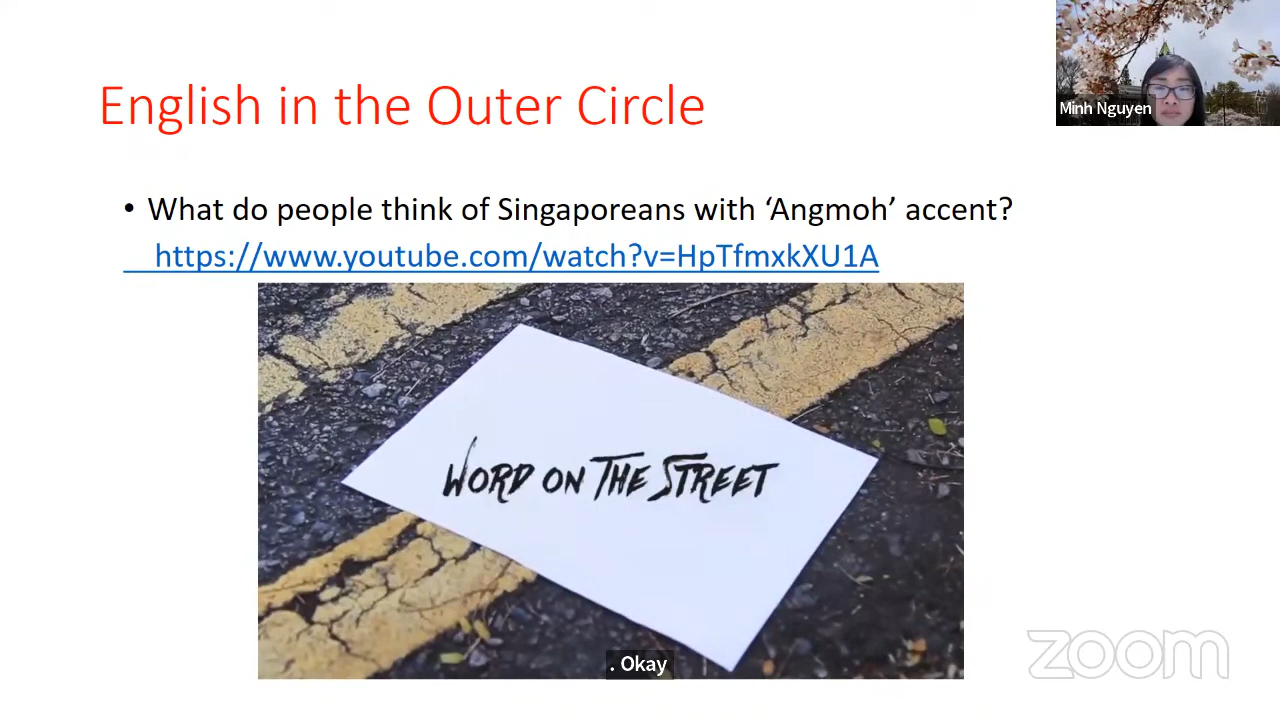 English in the Outer Circle
Minh Nguyen
• What do people think of Singaporeans with ‘Angmoh’ accent?
https://www.youtube.com/watch?v=HpTfmxkXU1A
WORD ON THE STREET
. Okay
zoom